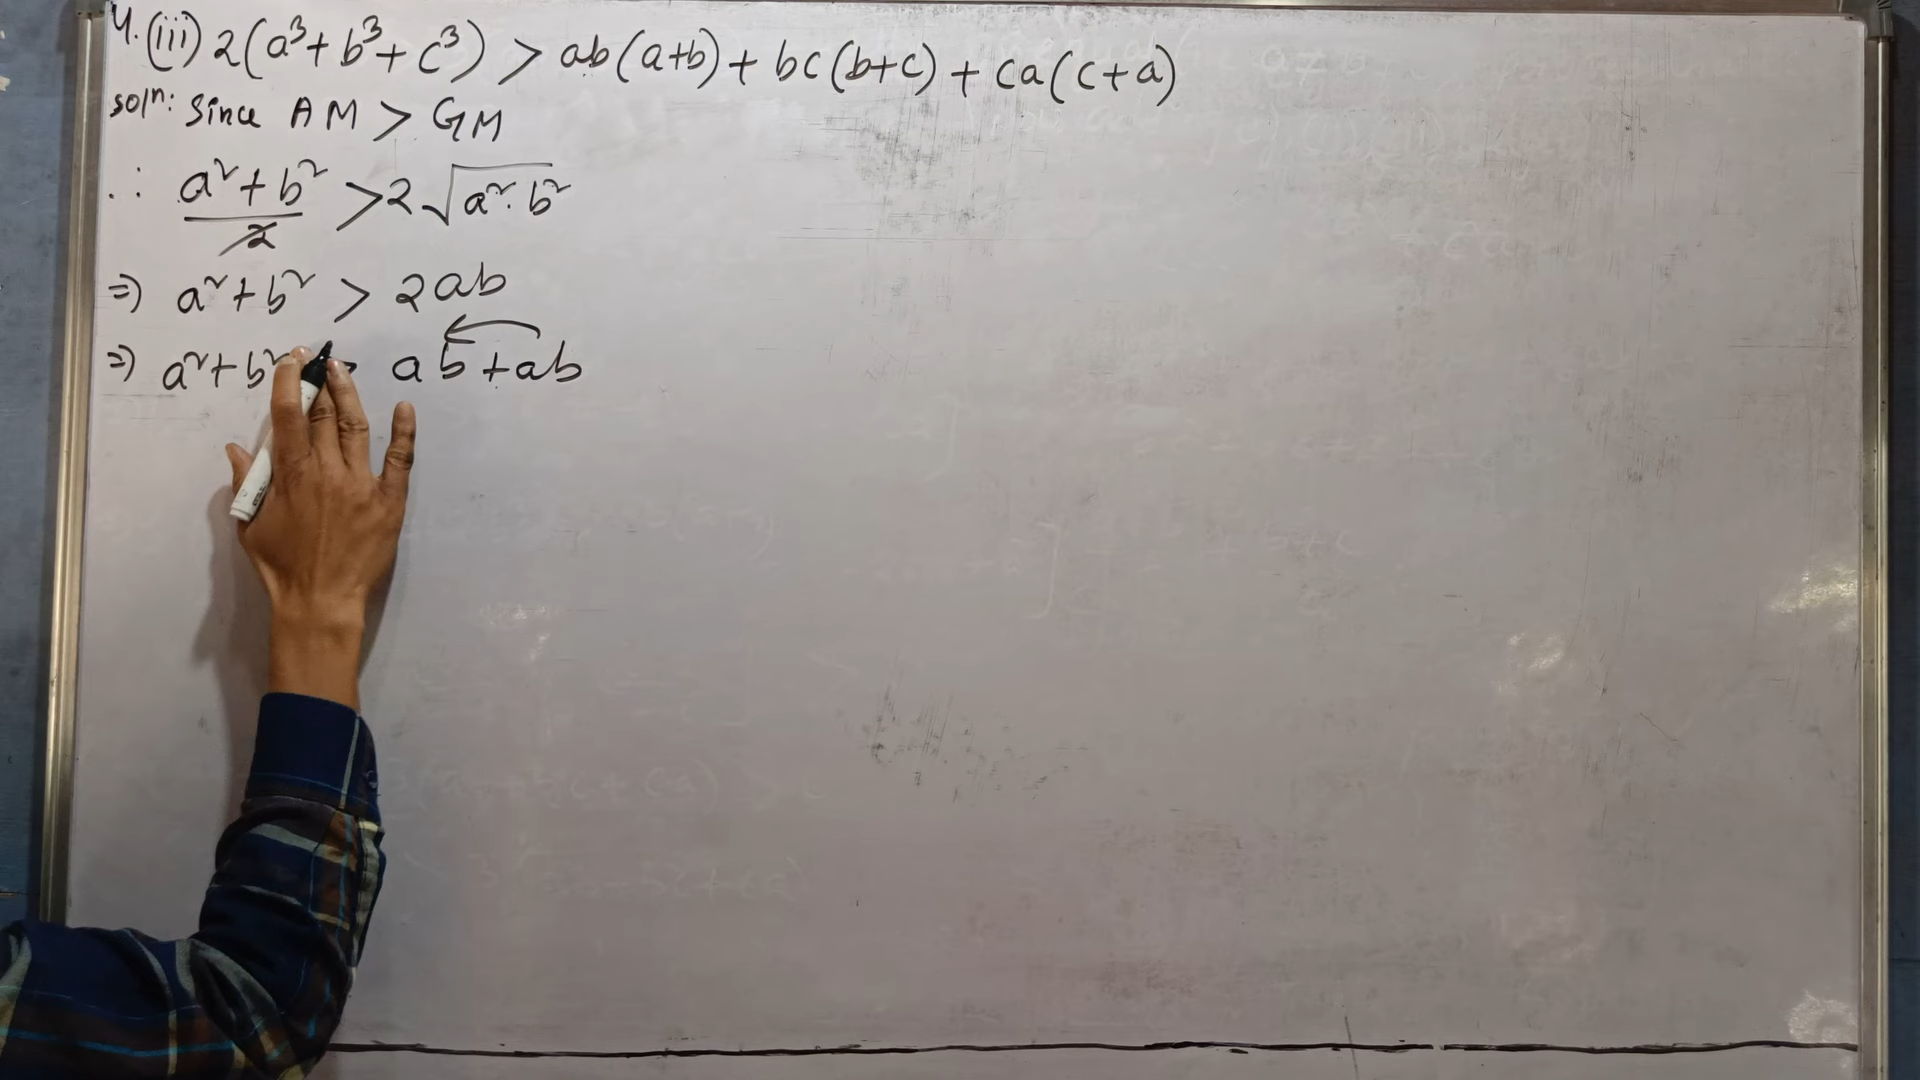 4. (iii) 2(a³+b³+c³) > ab(a+b) + bc(b+c) + ca(c+a)
solⁿ: Since AM > GM
∴ a²+b²/2 > 2√a².b²
⇒) a²+b² > 2ab
⇒) a²+b² > ab+ab